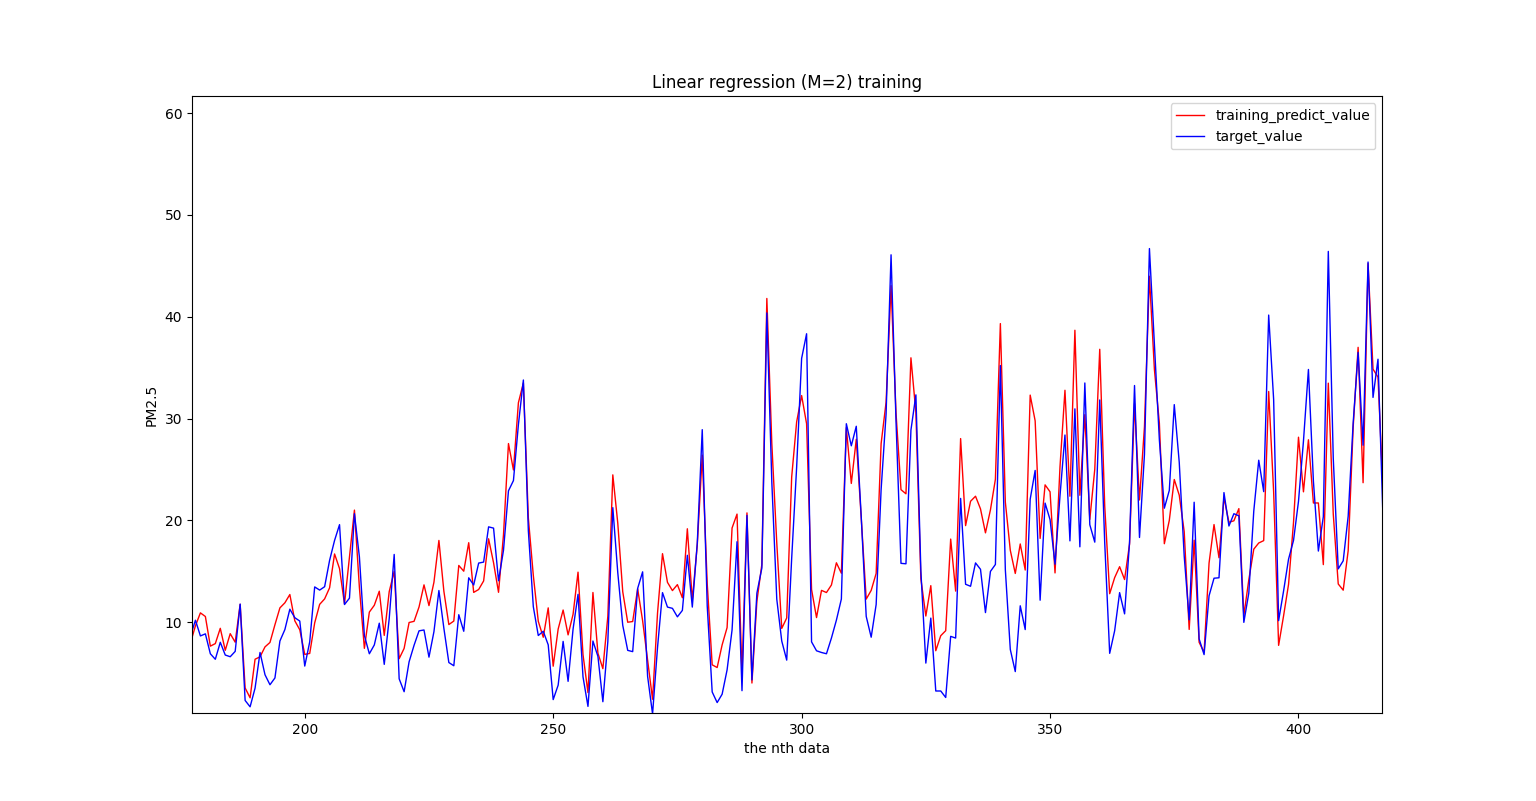 Linear regression (M=2) training
training_predict_value
target_value
60
50
40
30
20
10
PM2.5
200
250
300
350
400
the nth data